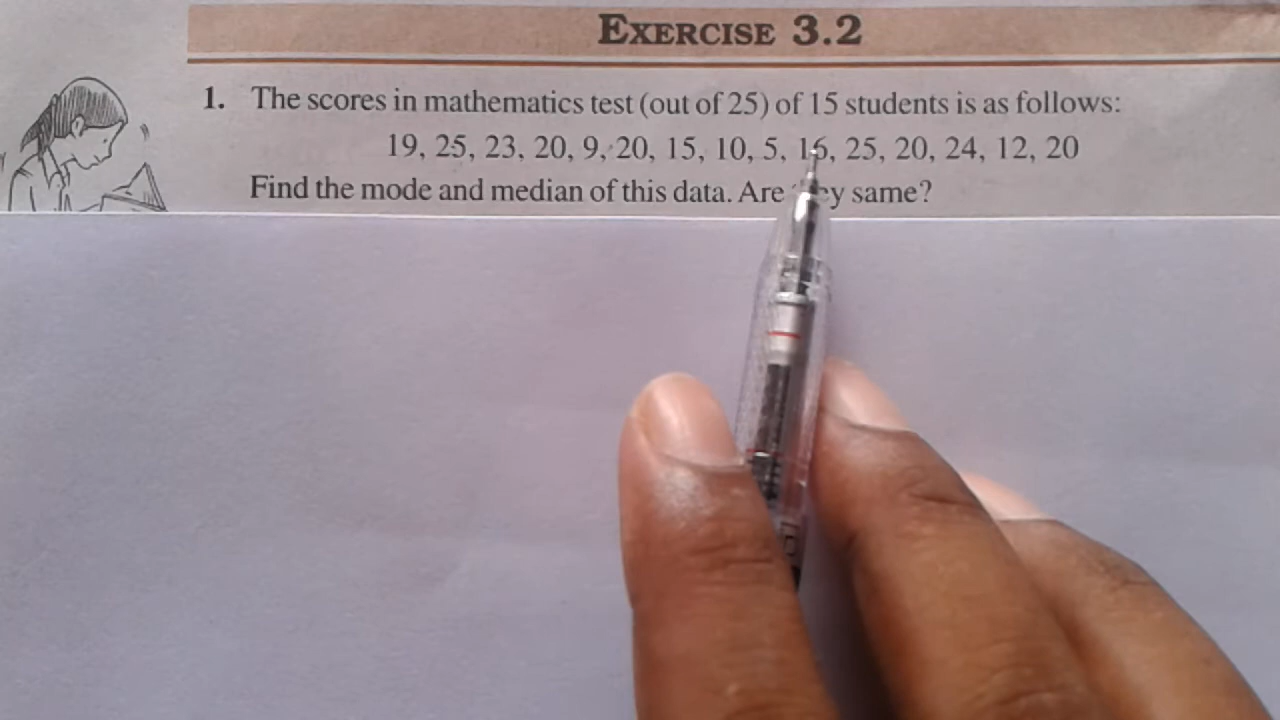 EXERCISE 3.2
1. The scores in mathematics test (out of 25) of 15 students is as follows:
19, 25, 23, 20, 9, 20, 15, 10, 5, 16, 25, 20, 24, 12, 20
Find the mode and median of this data. Are they same?